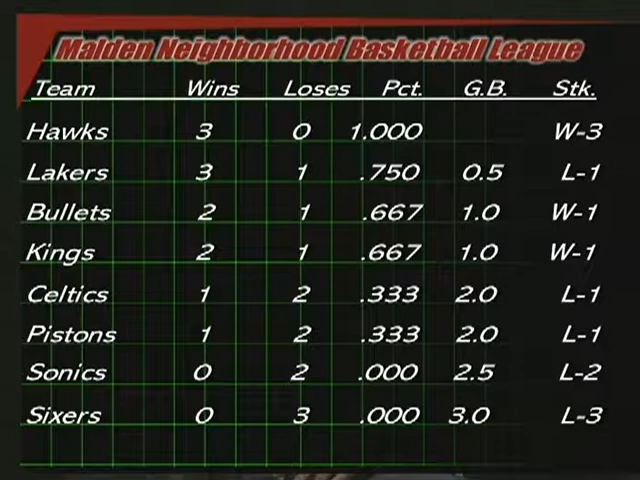 Malden Neighborhood Basketball League
Team Wins Loses Pct. G.B. Stk.
Hawks 3 0 1.000 W-3
Lakers 3 1 .750 0.5 L-1
Bullets 2 1 .667 1.0 W-1
Kings 2 1 .667 1.0 W-1
Celtics 1 2 .333 2.0 L-1
Pistons 1 2 .333 2.0 L-1
Sonics 0 2 .000 2.5 L-2
Sixers 0 3 .000 3.0 L-3